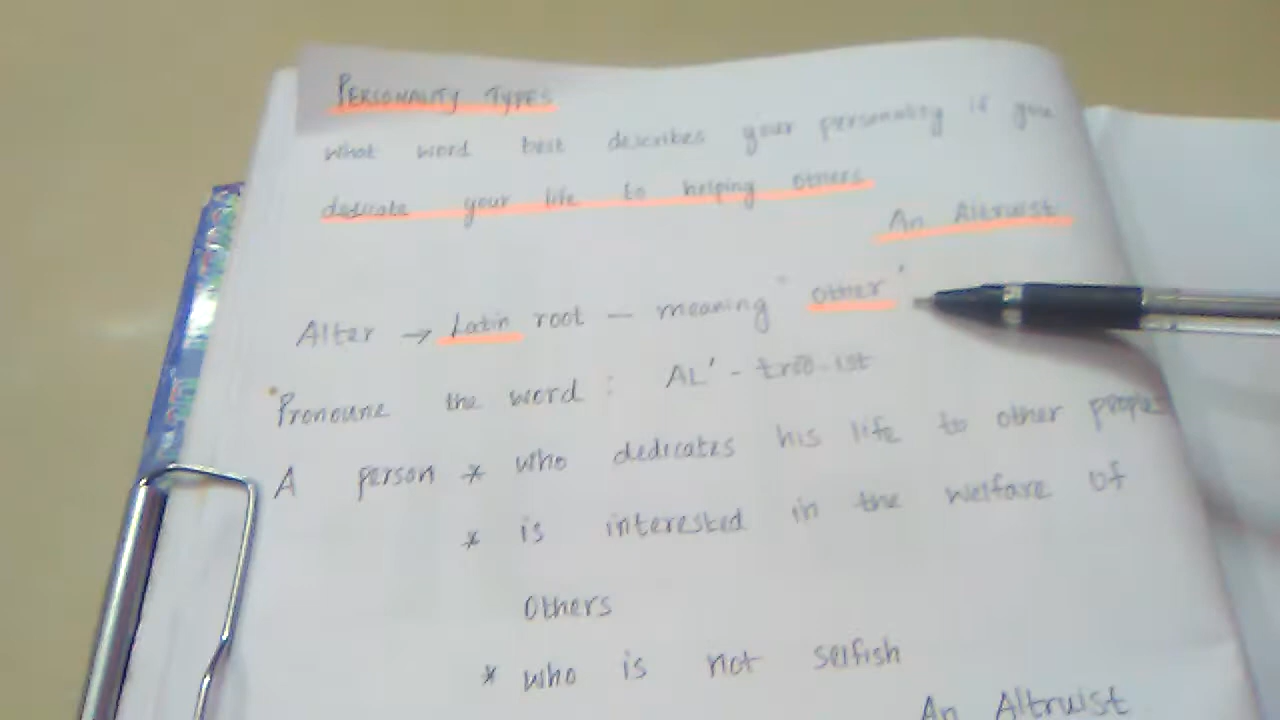 PERSONALITY TYPES
what word best describes your personality if you
dedicate your life to helping others
An Altruist
Alter → Latin root — meaning "other"
Pronounce the word : AL' - trōō-ist
A person * who dedicates his life to other people
* is interested in the welfare of
others
* who is not selfish
An Altruist